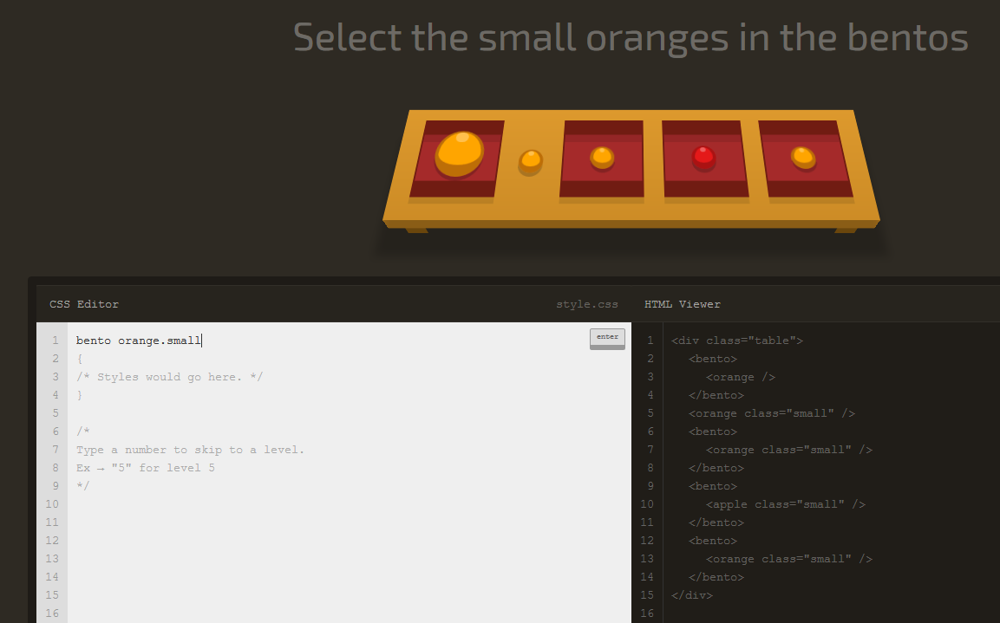 Select the small oranges in the bentos
CSS Editor
style.css
1 bento orange.small
enter
2 {
3 /* Styles would go here. */
4 }
5
6 /*
7 Type a number to skip to a level.
8 Ex → "5" for level 5
9 */
10
11
12
13
14
15
16
HTML Viewer
1 <div class="table">
2 <bento>
3 <orange />
4 </bento>
5 <orange class="small" />
6 <bento>
7 <orange class="small" />
8 </bento>
9 <bento>
10 <apple class="small" />
11 </bento>
12 <bento>
13 <orange class="small" />
14 </bento>
15 </div>
16